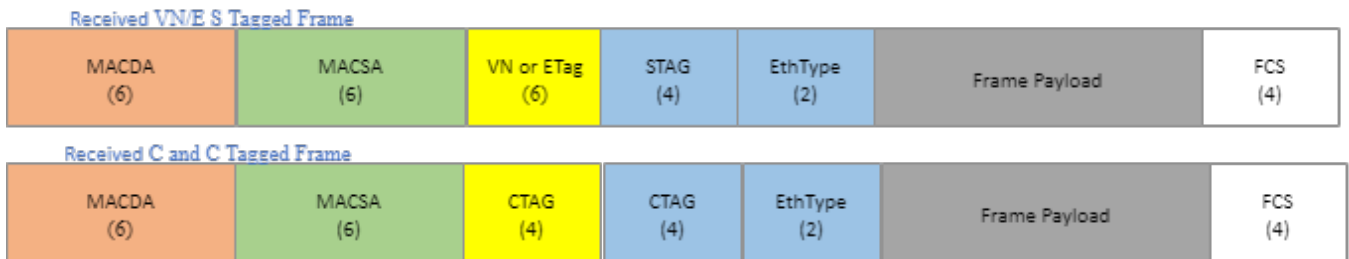 Received VN/E S Tagged Frame
MACDA MACSA VN or ETag STAG EthType Frame Payload FCS
(6) (6) (6) (4) (2) (4)
Received C and C Tagged Frame
MACDA MACSA CTAG CTAG EthType Frame Payload FCS
(6) (6) (4) (4) (2) (4)